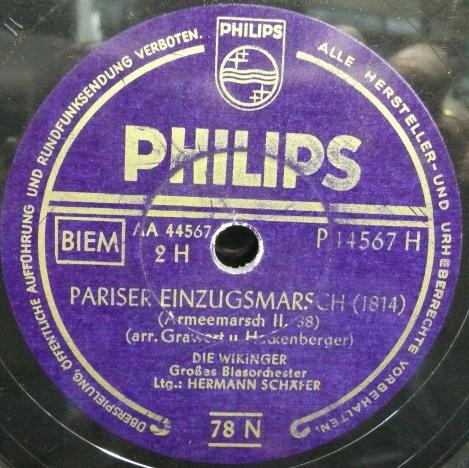 PHILIPS
ALLE HERSTELLER- UND URHEBERRECHTE VORBEHALTEN.
ÜBERSPIELUNG, ÖFFENTLICHE AUFFÜHRUNG UND RUNDFUNKSENDUNG VERBOTEN.
PHILIPS
BIEM
AA 44567
2 H
P 44567 H
PARISER EINZUGSMARSCH (1814)
(Armeemarsch II. 38)
(arr. Grawert u. Hackenberger)
DIE WIKINGER
Großes Blasorchester
Ltg.: HERMANN SCHÄFER
78 N